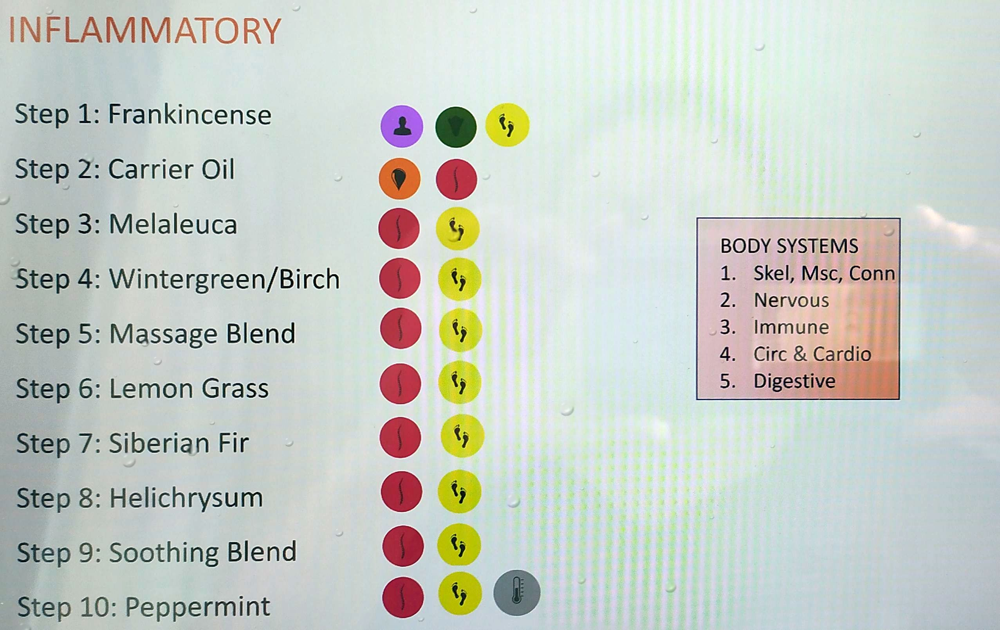 INFLAMMATORY
Step 1: Frankincense
Step 2: Carrier Oil
Step 3: Melaleuca
Step 4: Wintergreen/Birch
Step 5: Massage Blend
Step 6: Lemon Grass
Step 7: Siberian Fir
Step 8: Helichrysum
Step 9: Soothing Blend
Step 10: Peppermint
BODY SYSTEMS
1. Skel, Msc, Conn
2. Nervous
3. Immune
4. Circ & Cardio
5. Digestive